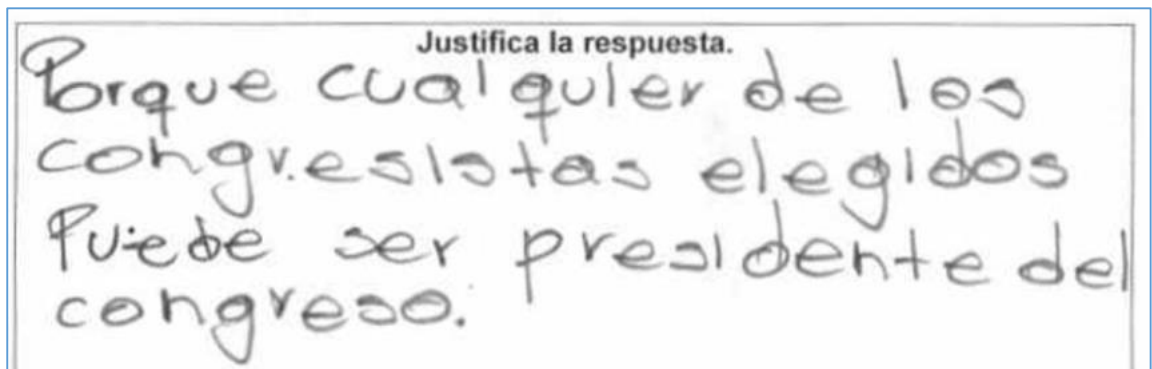 Justifica la respuesta.
Porque cualquier de los
congresistas elegidos
Puede ser presidente del
congreso.